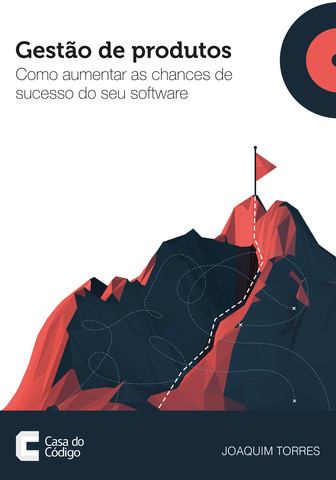 Gestão de produtos
Como aumentar as chances de
sucesso do seu software
Casa do
Código
JOAQUIM TORRES